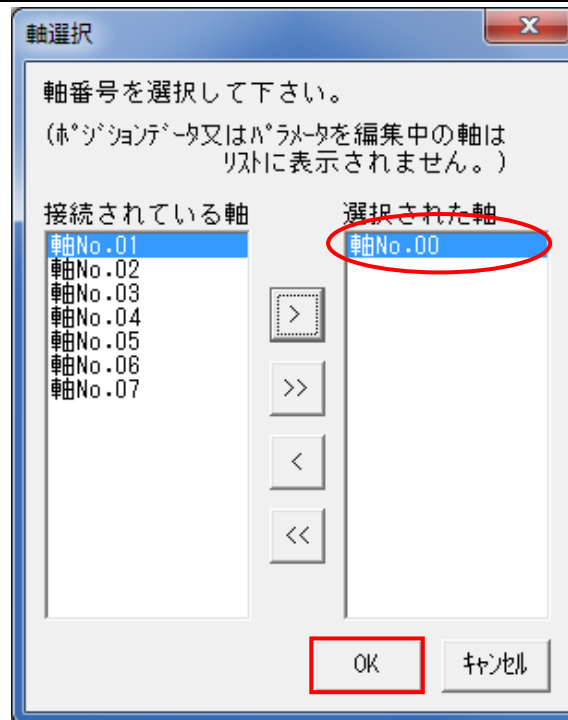 軸選択
軸番号を選択して下さい。
(ﾎﾟｼﾞｼｮﾝﾃﾞｰﾀ又はﾊﾟﾗﾒｰﾀを編集中の軸は
ﾘｽﾄに表示されません。)
接続されている軸
選択された軸
軸No.01
軸No.02
軸No.03
軸No.04
軸No.05
軸No.06
軸No.07
>
>>
<
<<
軸No.00
OK
ｷｬﾝｾﾙ